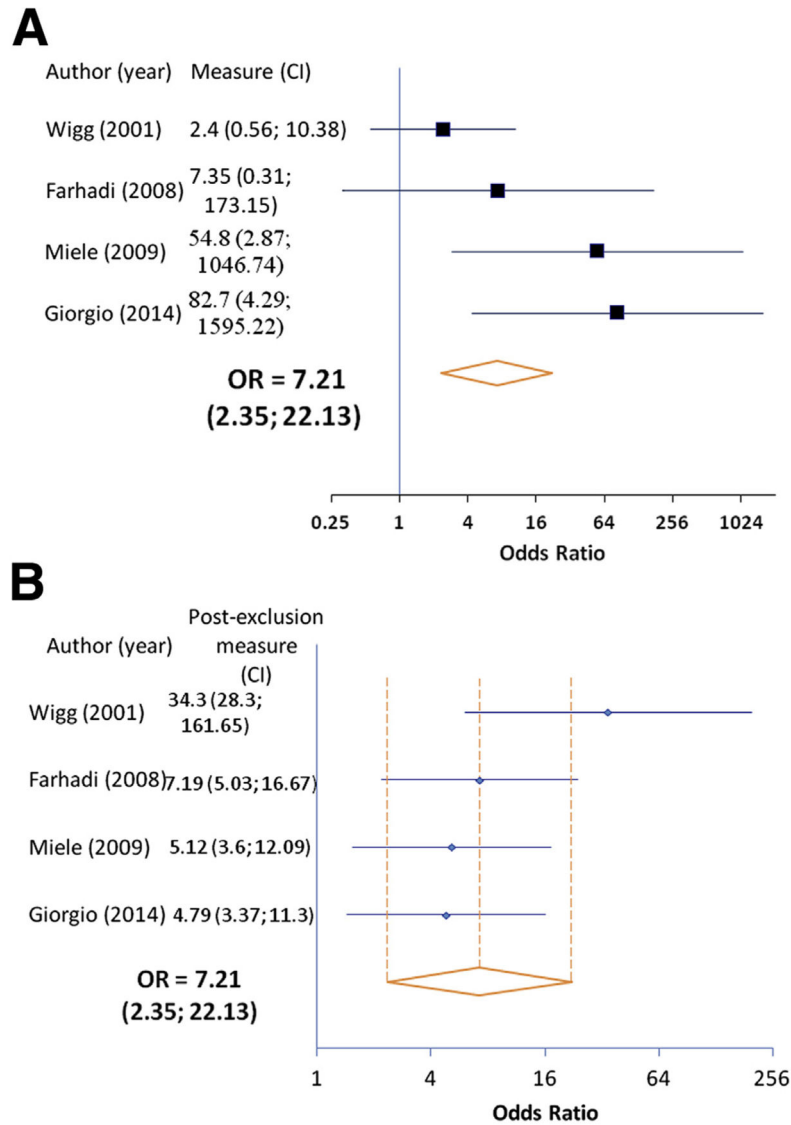 A
Author (year) Measure (CI)
Wigg (2001) 2.4 (0.56; 10.38)
Farhadi (2008) 7.35 (0.31;
173.15)
Miele (2009) 54.8 (2.87;
1046.74)
Giorgio (2014) 82.7 (4.29;
1595.22)
OR = 7.21
(2.35; 22.13)
0.25 1 4 16 64 256 1024
Odds Ratio
B
Post-exclusion
Author (year) measure
(CI)
Wigg (2001) 34.3 (28.3;
161.65)
Farhadi (2008) 7.19 (5.03; 16.67)
Miele (2009) 5.12 (3.6; 12.09)
Giorgio (2014) 4.79 (3.37; 11.3)
OR = 7.21
(2.35; 22.13)
1 4 16 64 256
Odds Ratio